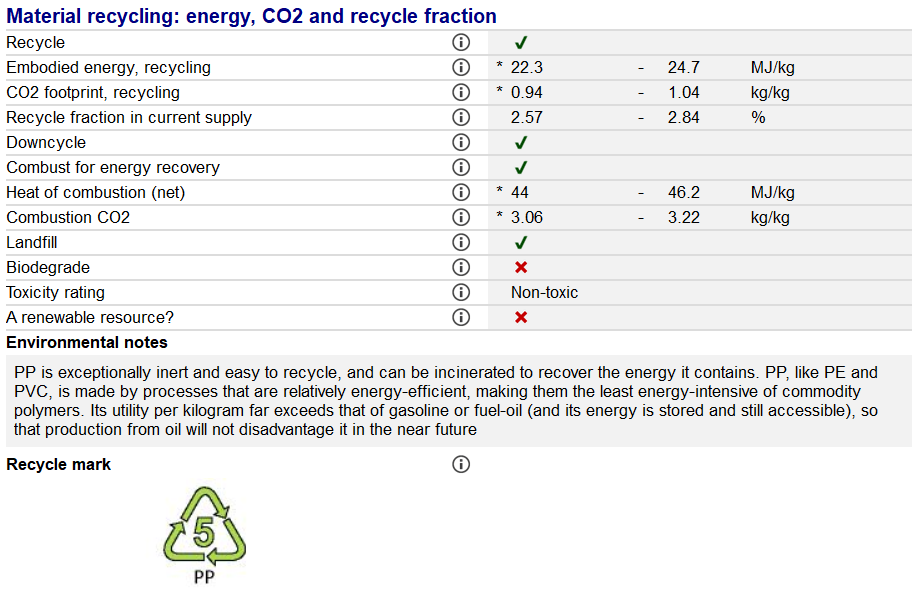 Material recycling: energy, CO2 and recycle fraction
Recycle ✔
Embodied energy, recycling * 22.3 - 24.7 MJ/kg
CO2 footprint, recycling * 0.94 - 1.04 kg/kg
Recycle fraction in current supply 2.57 - 2.84 %
Downcycle ✔
Combust for energy recovery ✔
Heat of combustion (net) * 44 - 46.2 MJ/kg
Combustion CO2 * 3.06 - 3.22 kg/kg
Landfill ✔
Biodegrade ✖
Toxicity rating Non-toxic
A renewable resource? ✖
Environmental notes
PP is exceptionally inert and easy to recycle, and can be incinerated to recover the energy it contains. PP, like PE and
PVC, is made by processes that are relatively energy-efficient, making them the least energy-intensive of commodity
polymers. Its utility per kilogram far exceeds that of gasoline or fuel-oil (and its energy is stored and still accessible), so
that production from oil will not disadvantage it in the near future
Recycle mark
5
PP